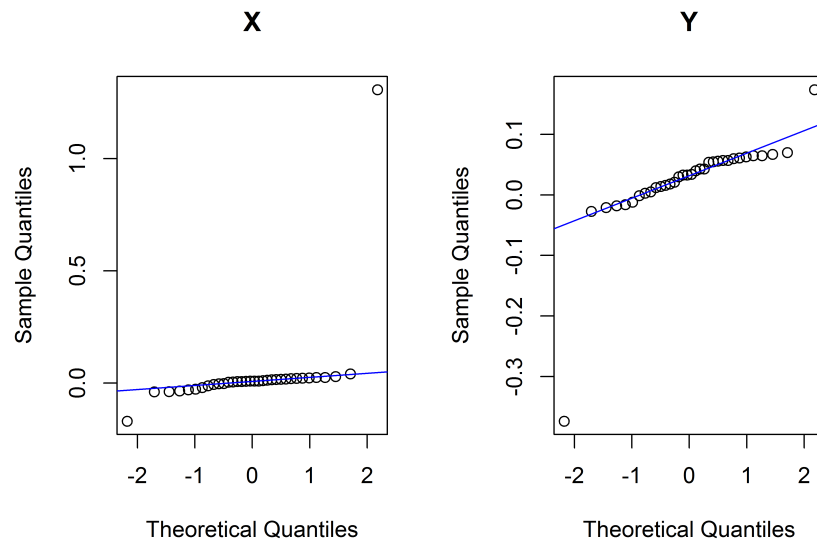 X
Sample Quantiles
1.0
0.5
0.0
-2 -1 0 1 2
Theoretical Quantiles
Y
Sample Quantiles
0.1
0.0
-0.1
-0.2
-0.3
-2 -1 0 1 2
Theoretical Quantiles